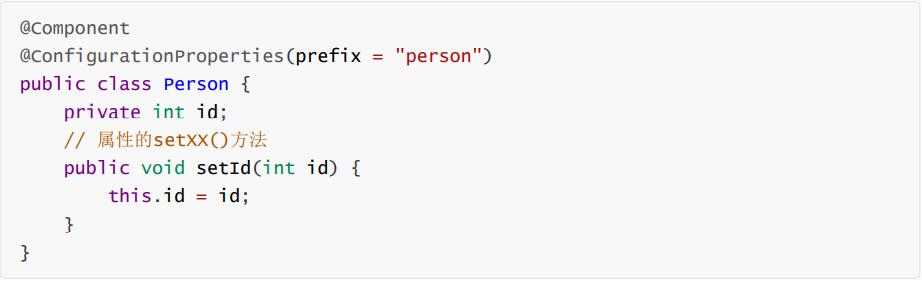 @Component
@ConfigurationProperties(prefix = "person")
public class Person {
    private int id;
    // 属性的setXX()方法
    public void setId(int id) {
        this.id = id;
    }
}